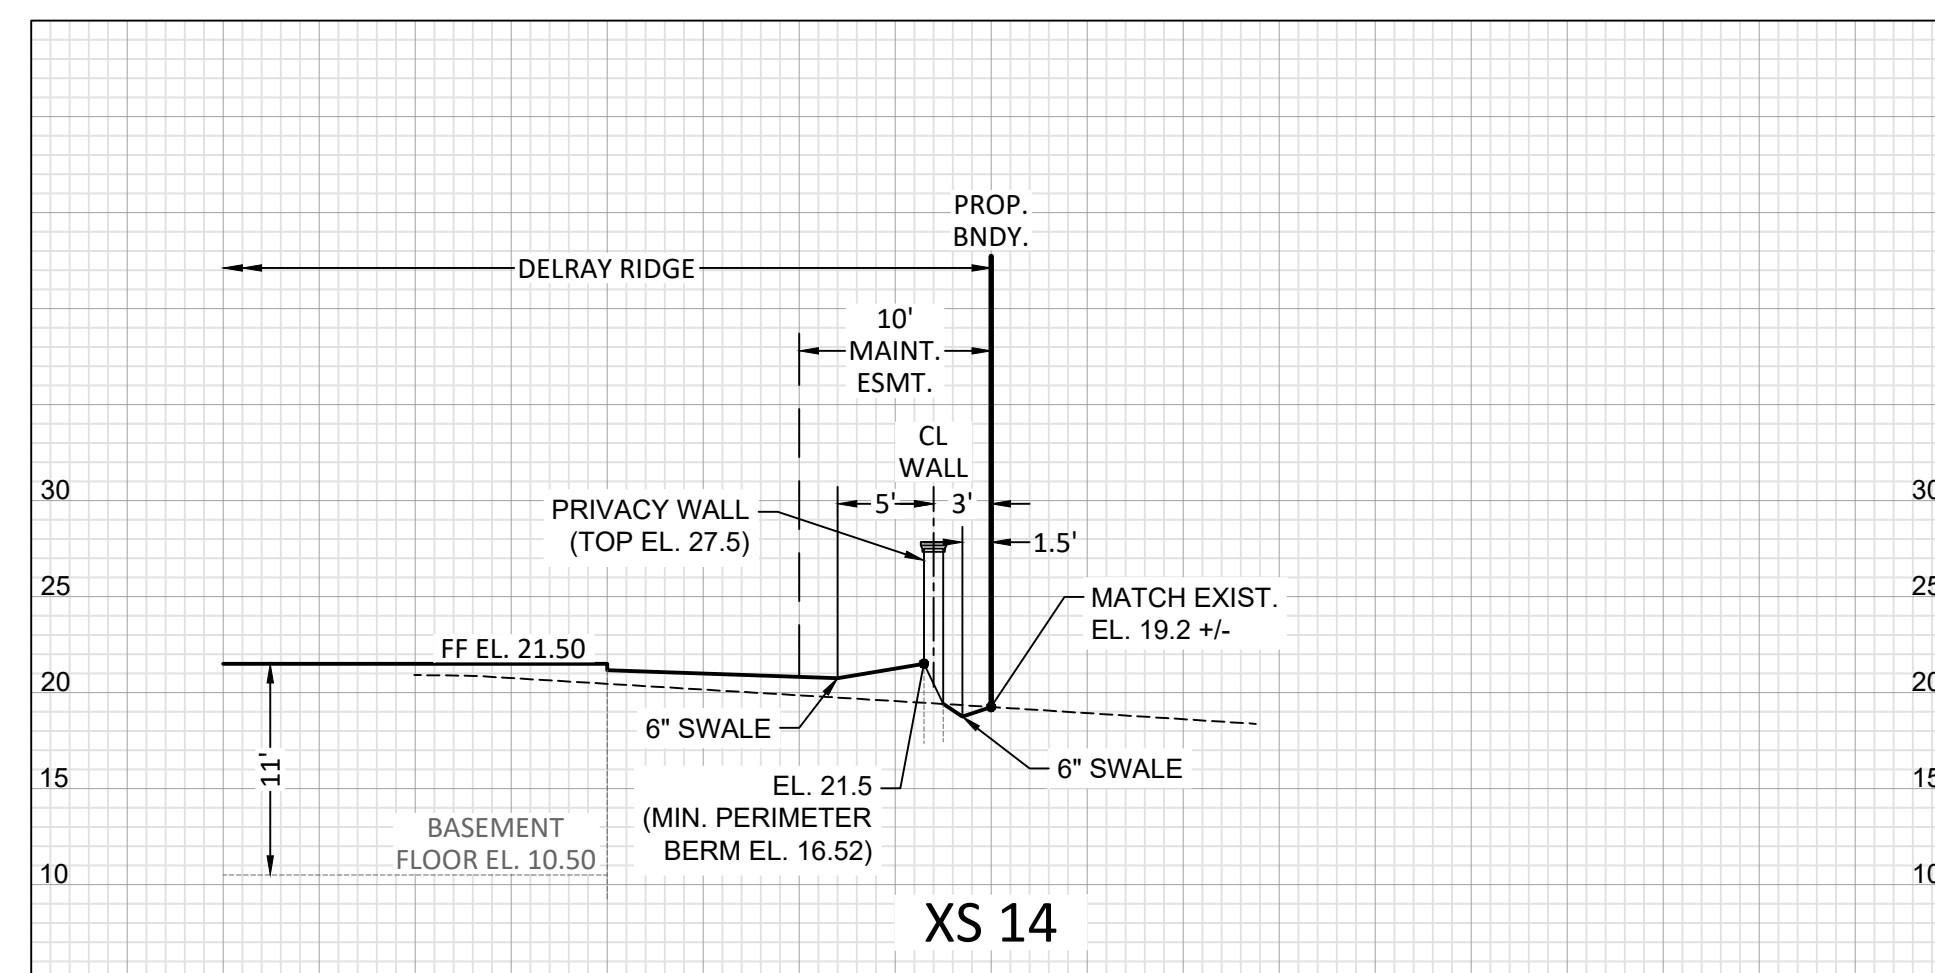 PROP.
BNDY.
DELRAY RIDGE
10'
MAINT.
ESMT.
CL
WALL
30
30
5'
3'
PRIVACY WALL
(TOP EL. 27.5)
1.5'
25
25
MATCH EXIST.
EL. 19.2 +/-
FF EL. 21.50
20
20
6" SWALE
11'
6" SWALE
15
15
EL. 21.5
(MIN. PERIMETER
BERM EL. 16.52)
BASEMENT
FLOOR EL. 10.50
10
10
XS 14